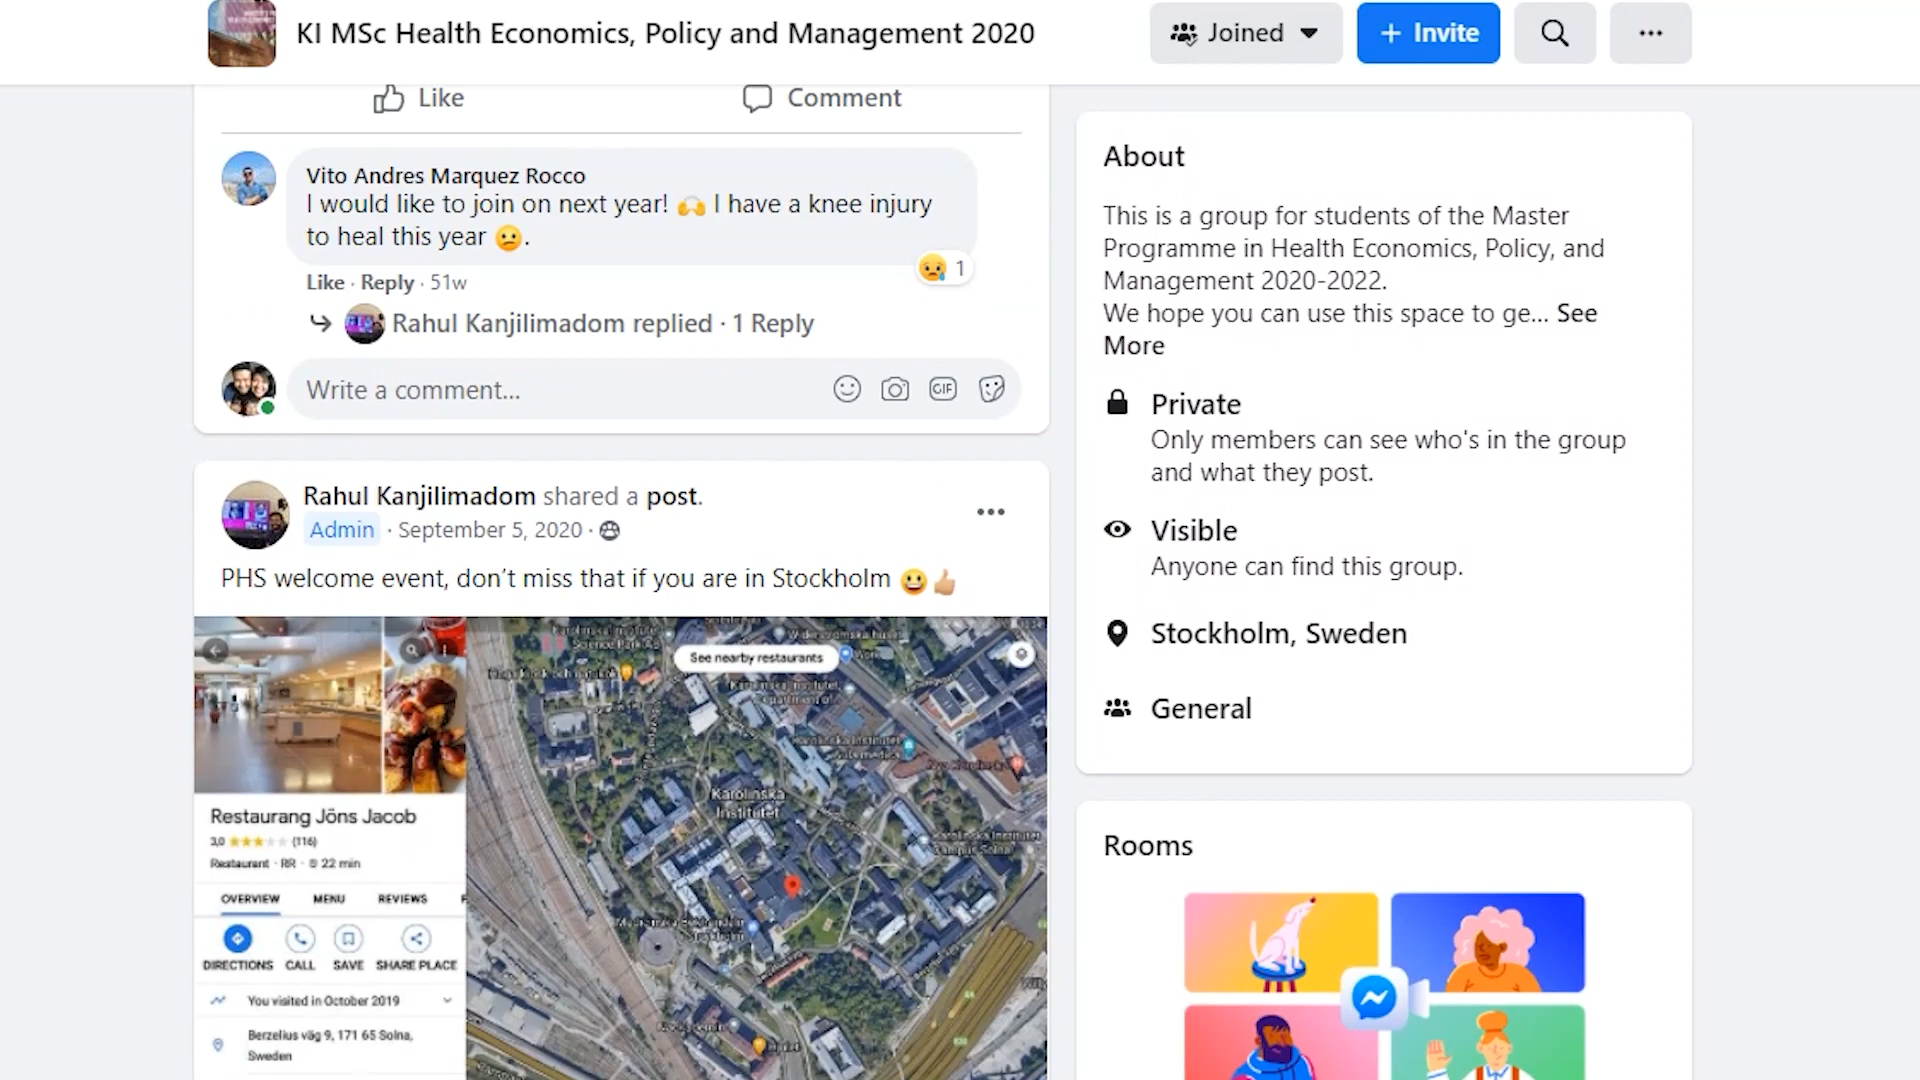 KI MSc Health Economics, Policy and Management 2020
Joined
+ Invite
Like
Comment
Vito Andres Marquez Rocco
I would like to join on next year! 🙌 I have a knee injury
to heal this year 😕.
1
Like · Reply · 51w
Rahul Kanjilimadom replied · 1 Reply
Write a comment...
GIF
Rahul Kanjilimadom shared a post.
Admin · September 5, 2020 ·
PHS welcome event, don’t miss that if you are in Stockholm 😀👍🏼
See nearby restaurants
Karolinska
Institutet
Restaurang Jöns Jacob
3,0 (116)
Restaurant · RR · 22 min
OVERVIEW
MENU
REVIEWS
DIRECTIONS
CALL
SAVE
SHARE PLACE
You visited in October 2019
Berzelius väg 9, 171 65 Solna,
Sweden
About
This is a group for students of the Master
Programme in Health Economics, Policy, and
Management 2020-2022.
We hope you can use this space to ge... See
More
Private
Only members can see who's in the group
and what they post.
Visible
Anyone can find this group.
Stockholm, Sweden
General
Rooms